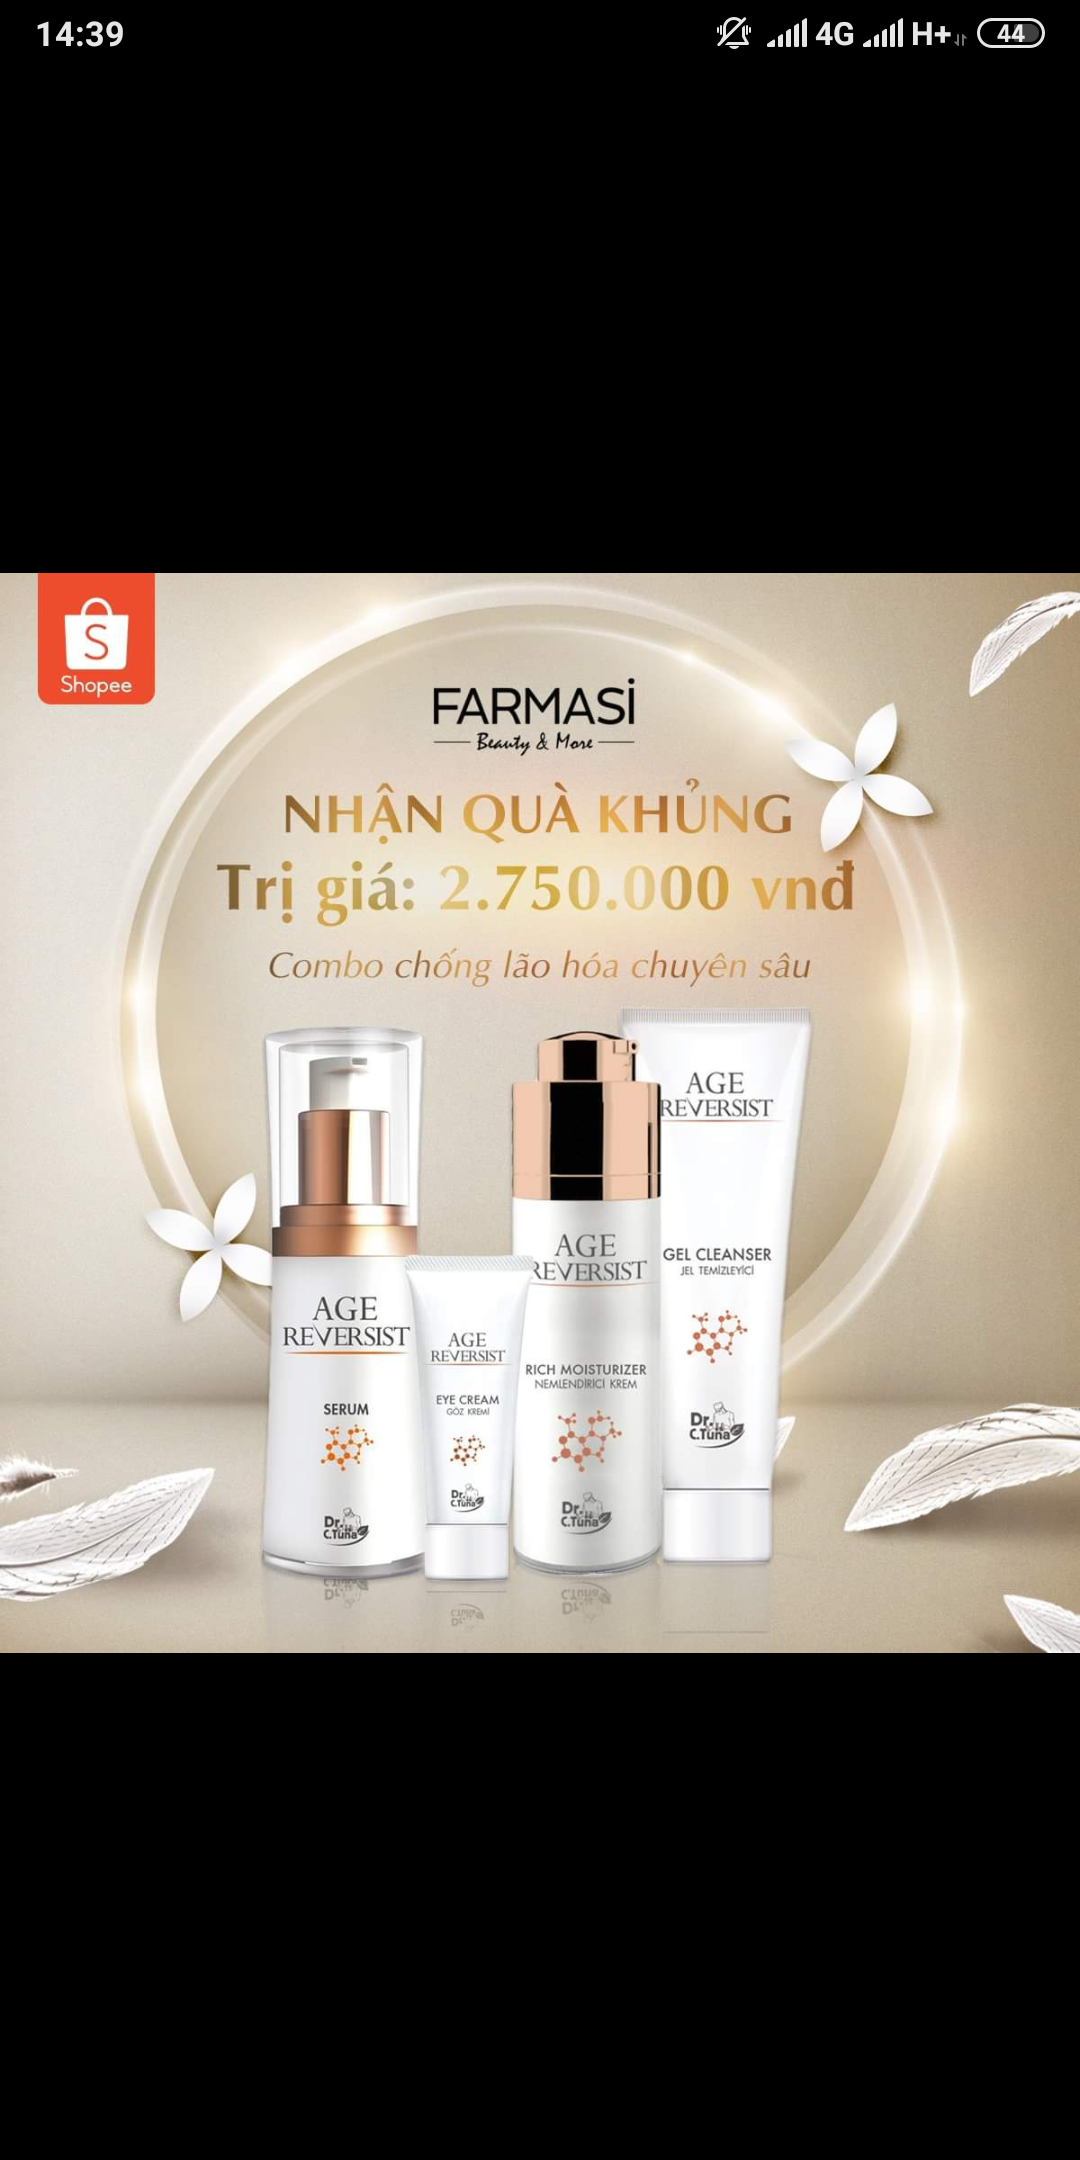 14:39
4G H+ 44
S
Shopee
FARMASİ
Beauty & More
NHẬN QUÀ KHỦNG
Trị giá: 2.750.000 vnđ
Combo chống lão hóa chuyên sâu
AGE
REVERSIST
SERUM
Dr.
C.Tuna
AGE
REVERSIST
EYE CREAM
GÖZ KREMİ
Dr.
C.Tuna
AGE
REVERSIST
RICH MOISTURIZER
NEMLENDİRİCİ KREM
Dr.
C.Tuna
AGE
REVERSIST
GEL CLEANSER
JEL TEMİZLEYİCİ
Dr.
C.Tuna